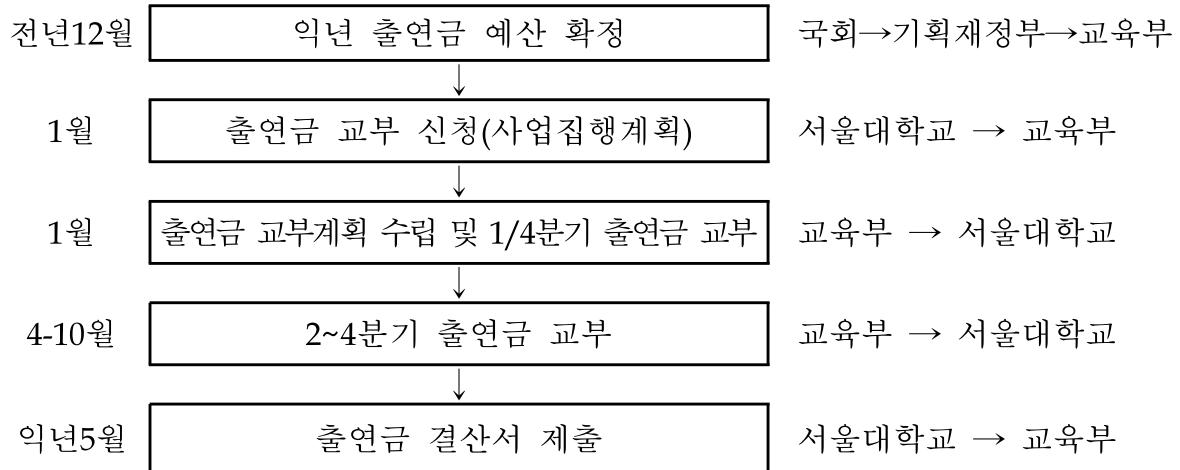 전년12월 익년 출연금 예산 확정 국회→기획재정부→교육부
↓
1월 출연금 교부 신청(사업집행계획) 서울대학교 → 교육부
↓
1월 출연금 교부계획 수립 및 1/4분기 출연금 교부 교육부 → 서울대학교
↓
4-10월 2~4분기 출연금 교부 교육부 → 서울대학교
↓
익년5월 출연금 결산서 제출 서울대학교 → 교육부